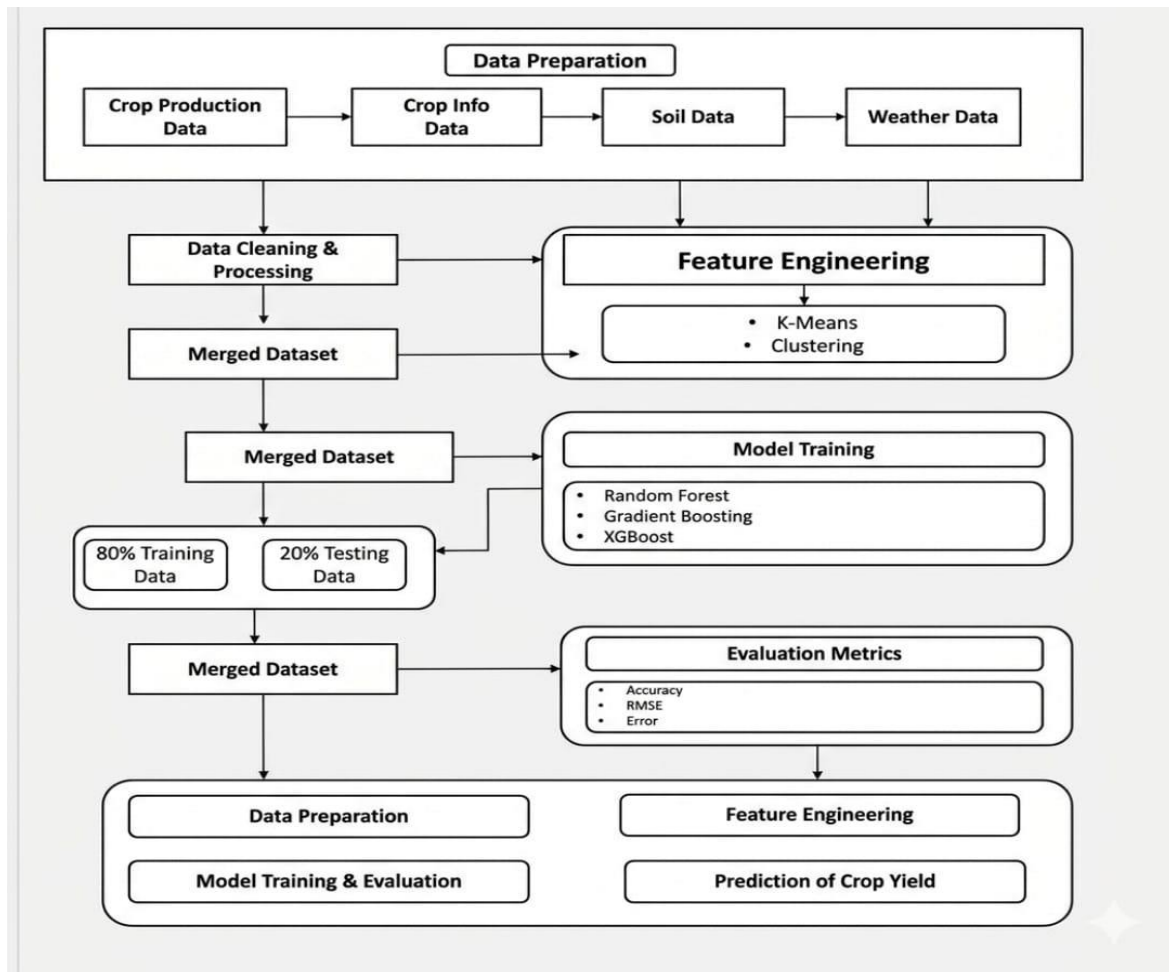 Data Preparation
Crop Production
Data
Crop Info
Data
Soil Data
Weather Data
Data Cleaning &
Processing
Feature Engineering
• K-Means
• Clustering
Merged Dataset
Merged Dataset
Model Training
• Random Forest
• Gradient Boosting
• XGBoost
80% Training
Data
20% Testing
Data
Merged Dataset
Evaluation Metrics
• Accuracy
• RMSE
• Error
Data Preparation
Feature Engineering
Model Training & Evaluation
Prediction of Crop Yield